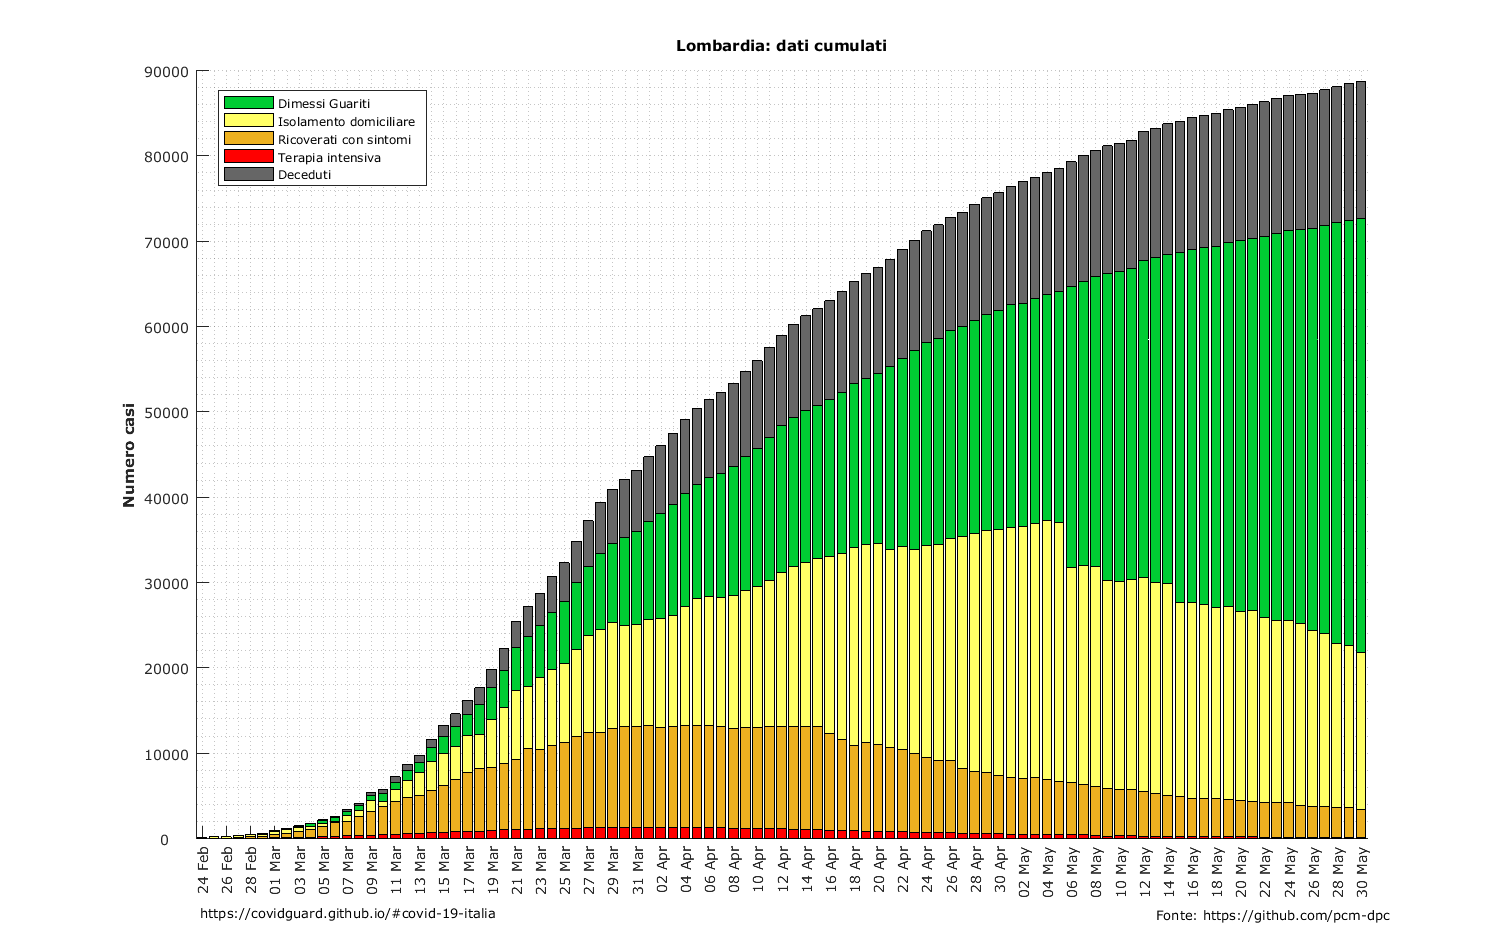 Lombardia: dati cumulati
Numero casi
90000
80000
70000
60000
50000
40000
30000
20000
10000
0
Dimessi Guariti
Isolamento domiciliare
Ricoverati con sintomi
Terapia intensiva
Deceduti
24 Feb
26 Feb
28 Feb
01 Mar
03 Mar
05 Mar
07 Mar
09 Mar
11 Mar
13 Mar
15 Mar
17 Mar
19 Mar
21 Mar
23 Mar
25 Mar
27 Mar
29 Mar
31 Mar
02 Apr
04 Apr
06 Apr
08 Apr
10 Apr
12 Apr
14 Apr
16 Apr
18 Apr
20 Apr
22 Apr
24 Apr
26 Apr
28 Apr
30 Apr
02 May
04 May
06 May
08 May
10 May
12 May
14 May
16 May
18 May
20 May
22 May
24 May
26 May
28 May
30 May
https://covidguard.github.io/#covid-19-italia
Fonte: https://github.com/pcm-dpc